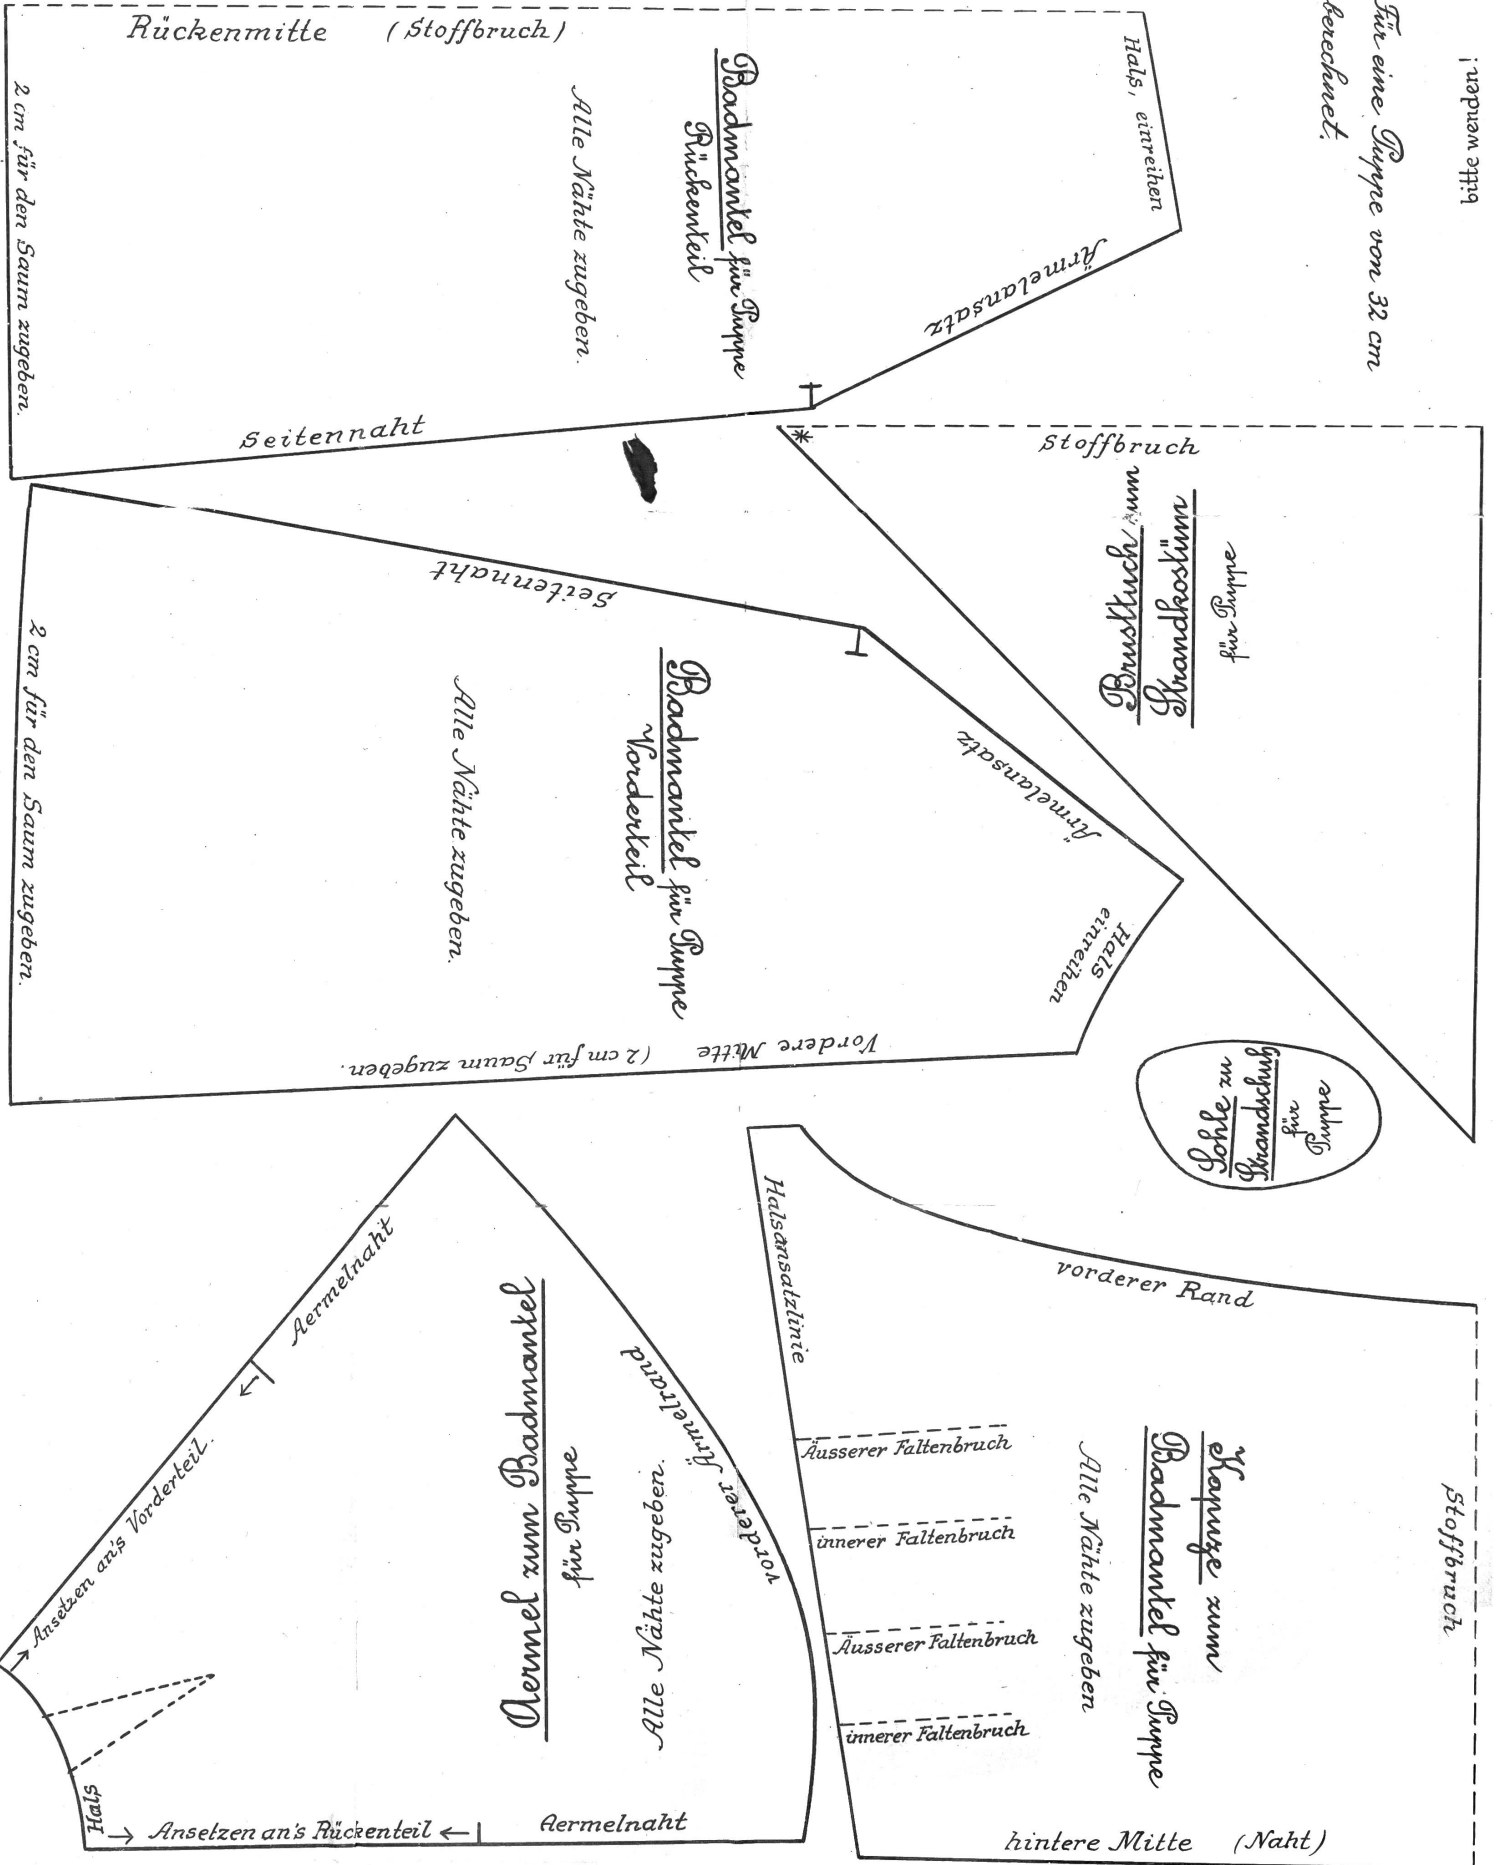 bitte wenden!
Für eine Puppe von 32 cm
berechnet.
Rückenmitte (Stoffbruch)
Hals, einreihen
Ärmelansatz
Badmantel für Puppe
Rückenteil
Alle Nähte zugeben.
2 cm für den Saum zugeben.
Seitennaht
Stoffbruch
*
Brusttuch zum
Strandkostüm
für Puppe
Seitennaht
Ärmelansatz
Hals
einreihen
Badmantel für Puppe
Vorderteil
Alle Nähte zugeben.
2 cm für den Saum zugeben.
Vordere Mitte (2 cm für Saum zugeben.
Sohle zu
Strandschuh
für
Puppe
Aermelnaht
Ansetzen an's Vorderteil.
Aermel zum Badmantel
für Puppe
Alle Nähte zugeben.
vorderer Ärmelrand
Hals
Ansetzen an's Rückenteil
Aermelnaht
Halsansatzlinie
vorderer Rand
Äusserer Faltenbruch
innerer Faltenbruch
Äusserer Faltenbruch
innerer Faltenbruch
Kapuze zum
Badmantel für Puppe
Alle Nähte zugeben
Stoffbruch
hintere Mitte (Naht)